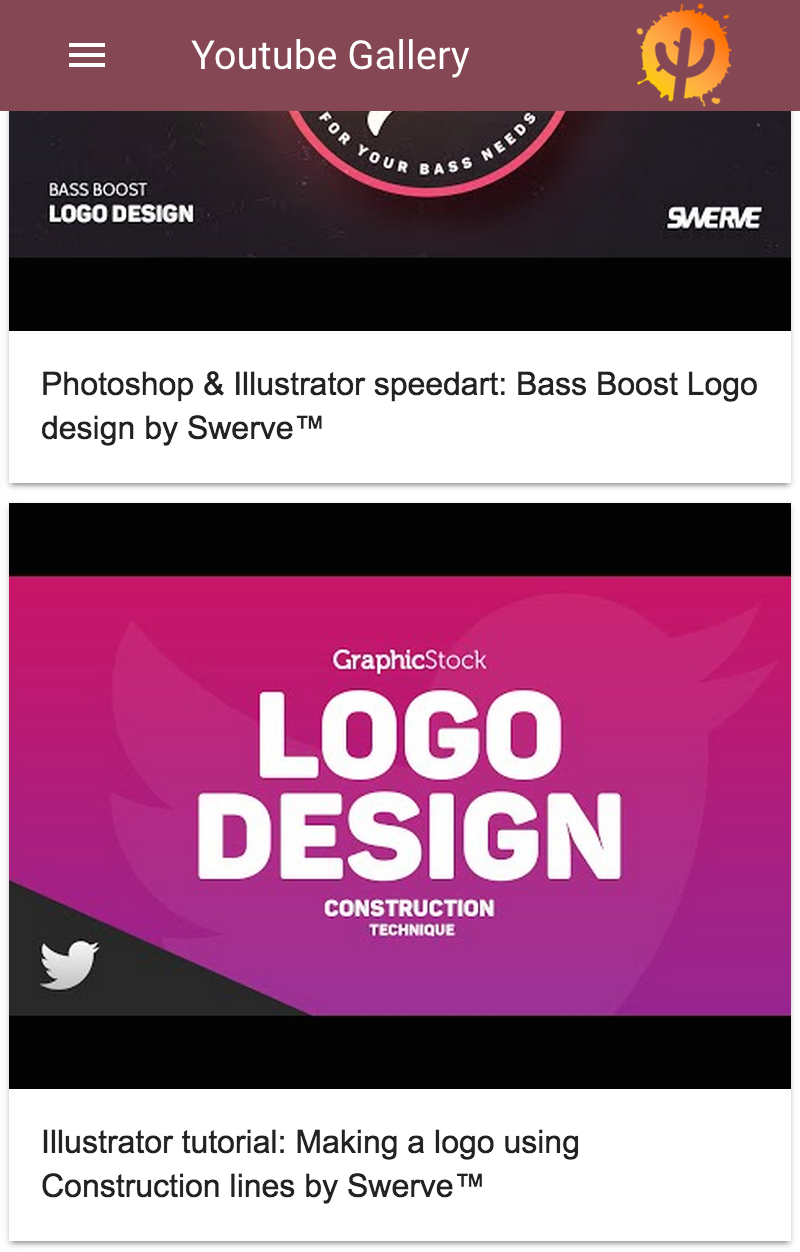 Youtube Gallery
FOR YOUR BASS NEEDS
BASS BOOST
LOGO DESIGN
SWERVE
Photoshop & Illustrator speedart: Bass Boost Logo
design by Swerve™
GraphicStock
LOGO
DESIGN
CONSTRUCTION
TECHNIQUE
Illustrator tutorial: Making a logo using
Construction lines by Swerve™